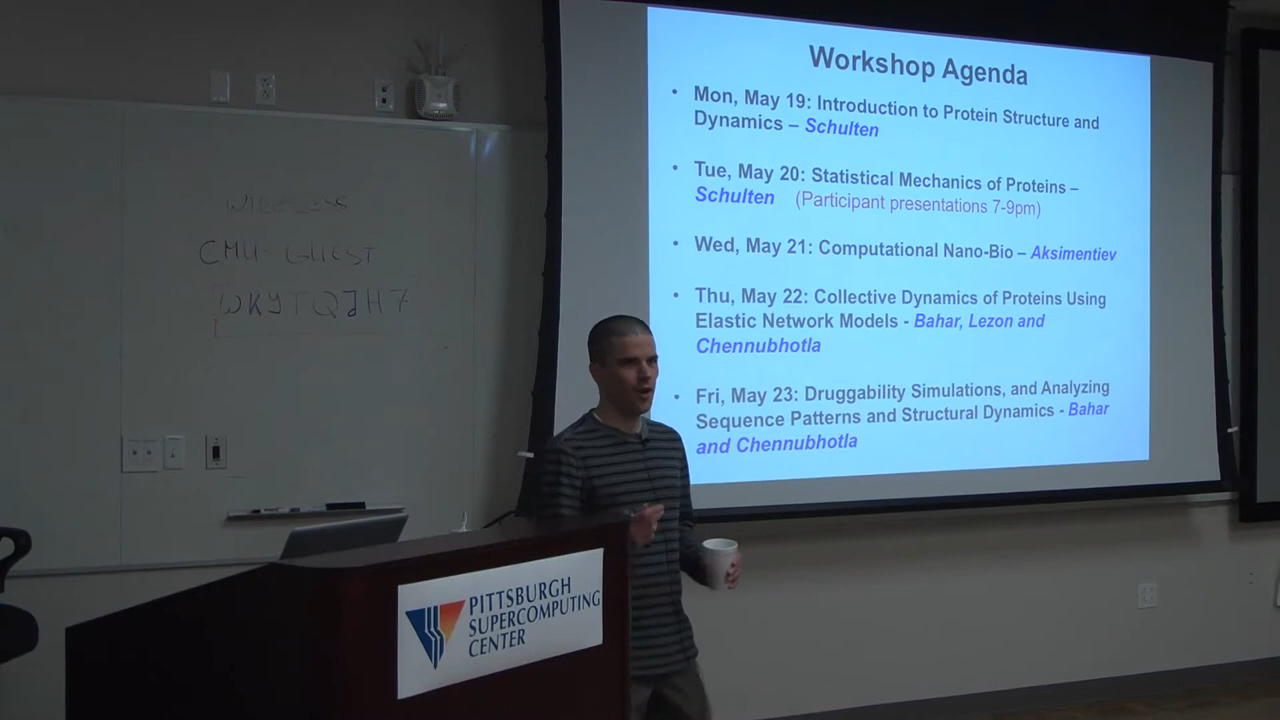 Workshop Agenda
• Mon, May 19: Introduction to Protein Structure and
Dynamics – Schulten
• Tue, May 20: Statistical Mechanics of Proteins –
Schulten (Participant presentations 7-9pm)
• Wed, May 21: Computational Nano-Bio – Aksimentiev
• Thu, May 22: Collective Dynamics of Proteins Using
Elastic Network Models - Bahar, Lezon and
Chennubhotla
• Fri, May 23: Druggability Simulations, and Analyzing
Sequence Patterns and Structural Dynamics - Bahar
and Chennubhotla
WIRELESS
CMU-GUEST
PITTSBURGH
SUPERCOMPUTING
CENTER